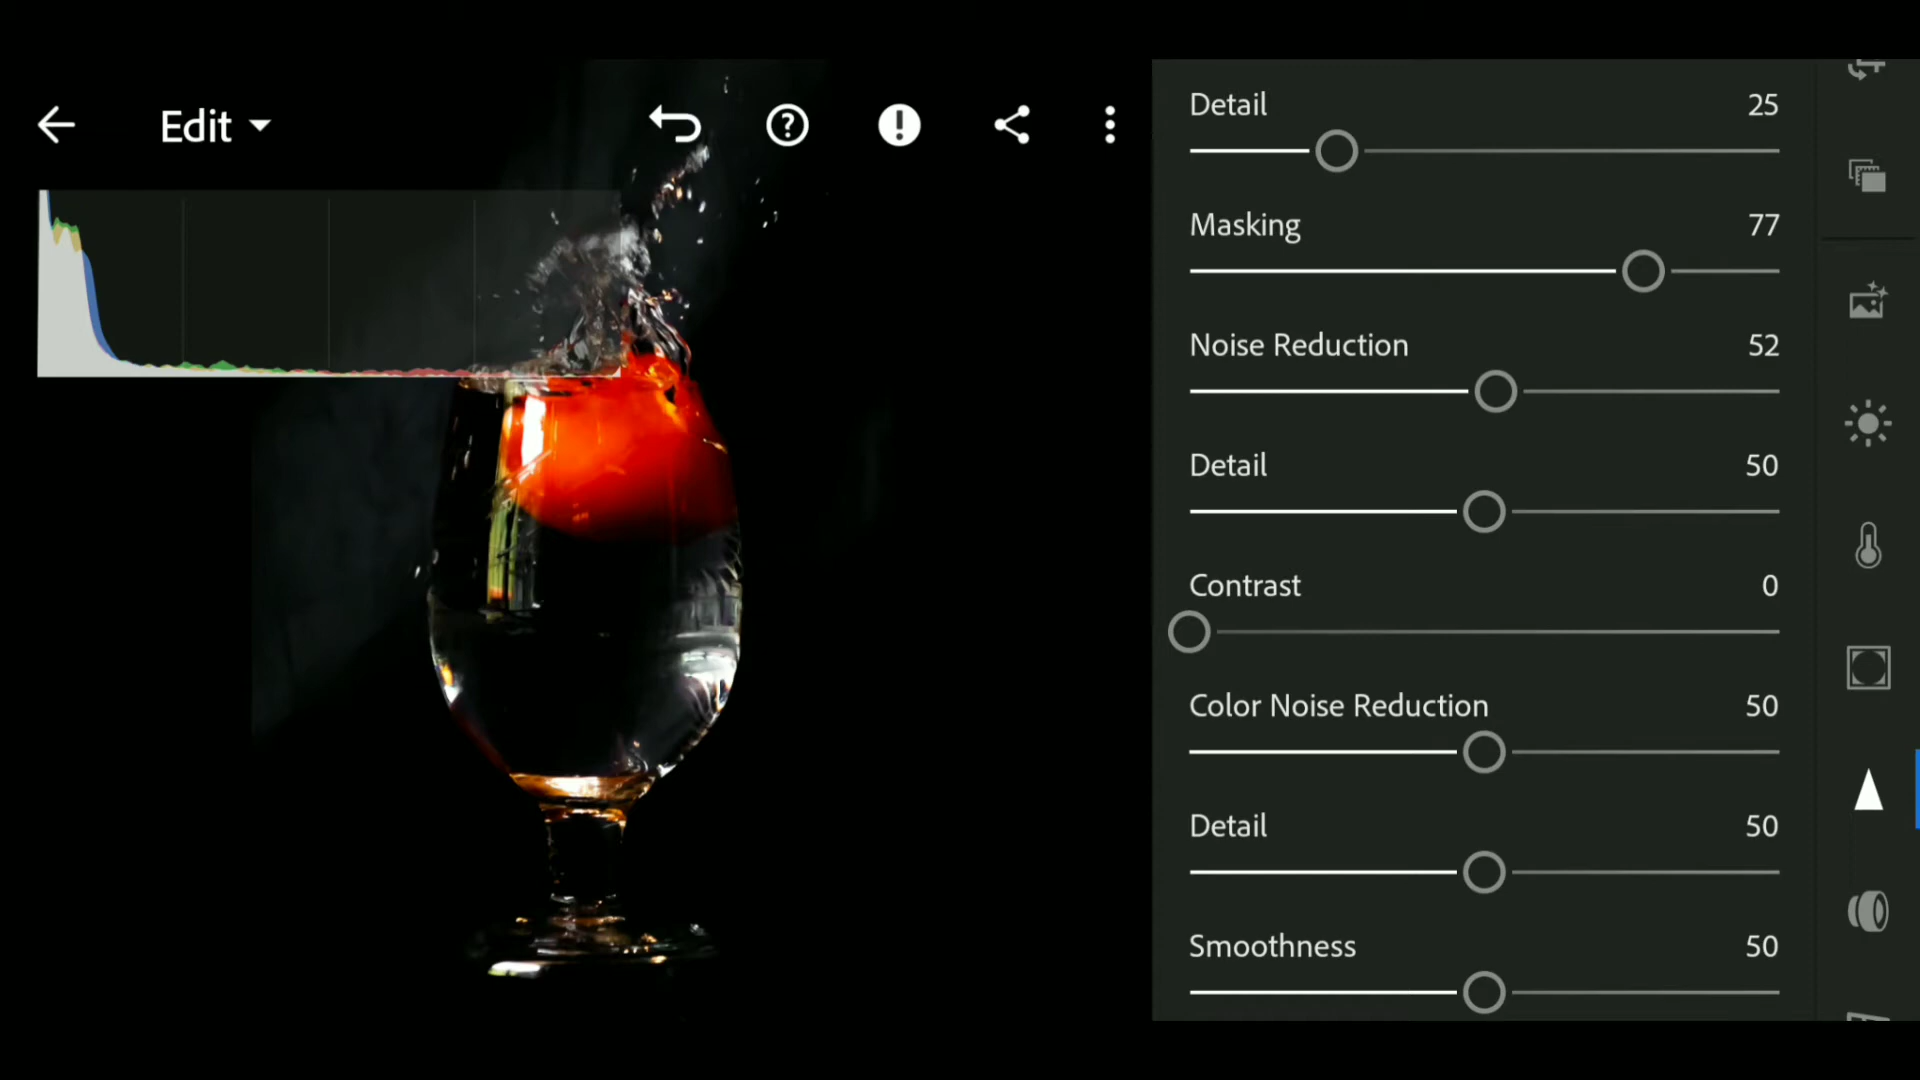 Edit
Detail 25
Masking 77
Noise Reduction 52
Detail 50
Contrast 0
Color Noise Reduction 50
Detail 50
Smoothness 50